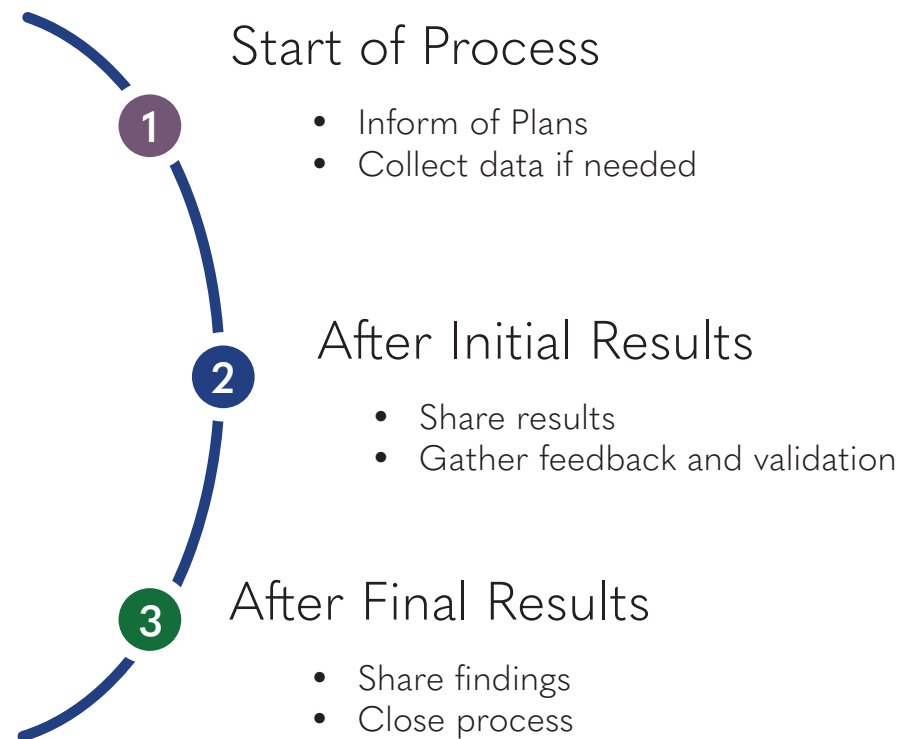 Start of Process
1
• Inform of Plans
• Collect data if needed
After Initial Results
2
• Share results
• Gather feedback and validation
After Final Results
3
• Share findings
• Close process